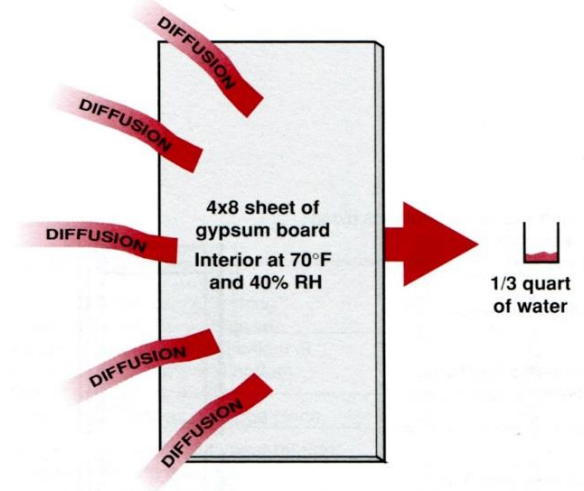 DIFFUSION
DIFFUSION
DIFFUSION
DIFFUSION
DIFFUSION
4x8 sheet of
gypsum board
Interior at 70°F
and 40% RH
1/3 quart
of water